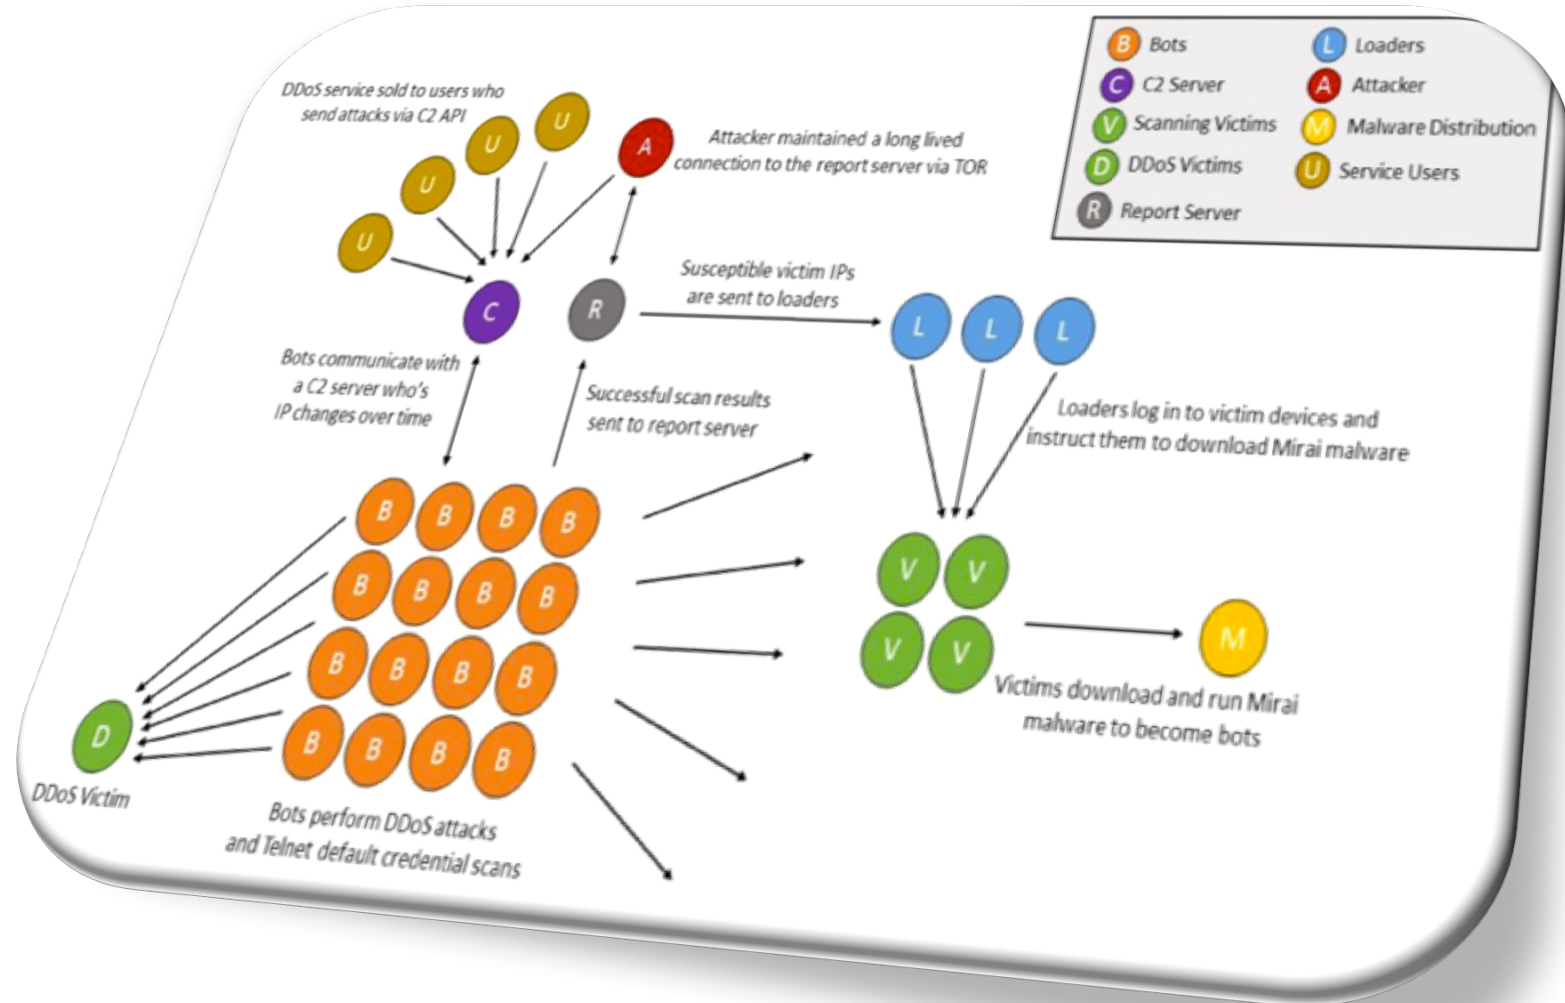 B Bots
L Loaders
C C2 Server
A Attacker
V Scanning Victims
M Malware Distribution
D DDoS Victims
U Service Users
R Report Server
DDoS service sold to users who
send attacks via C2 API
U
U
U
U
A
Attacker maintained a long lived
connection to the report server via TOR
C
R
Susceptible victim IPs
are sent to loaders
L L L
Bots communicate with
a C2 server who's
IP changes over time
Successful scan results
sent to report server
Loaders log in to victim devices and
instruct them to download Mirai malware
B B B B
B B B B
B B B B
B B B B
V V
V V
M
Victims download and run Mirai
malware to become bots
D
DDoS Victim
Bots perform DDoS attacks
and Telnet default credential scans